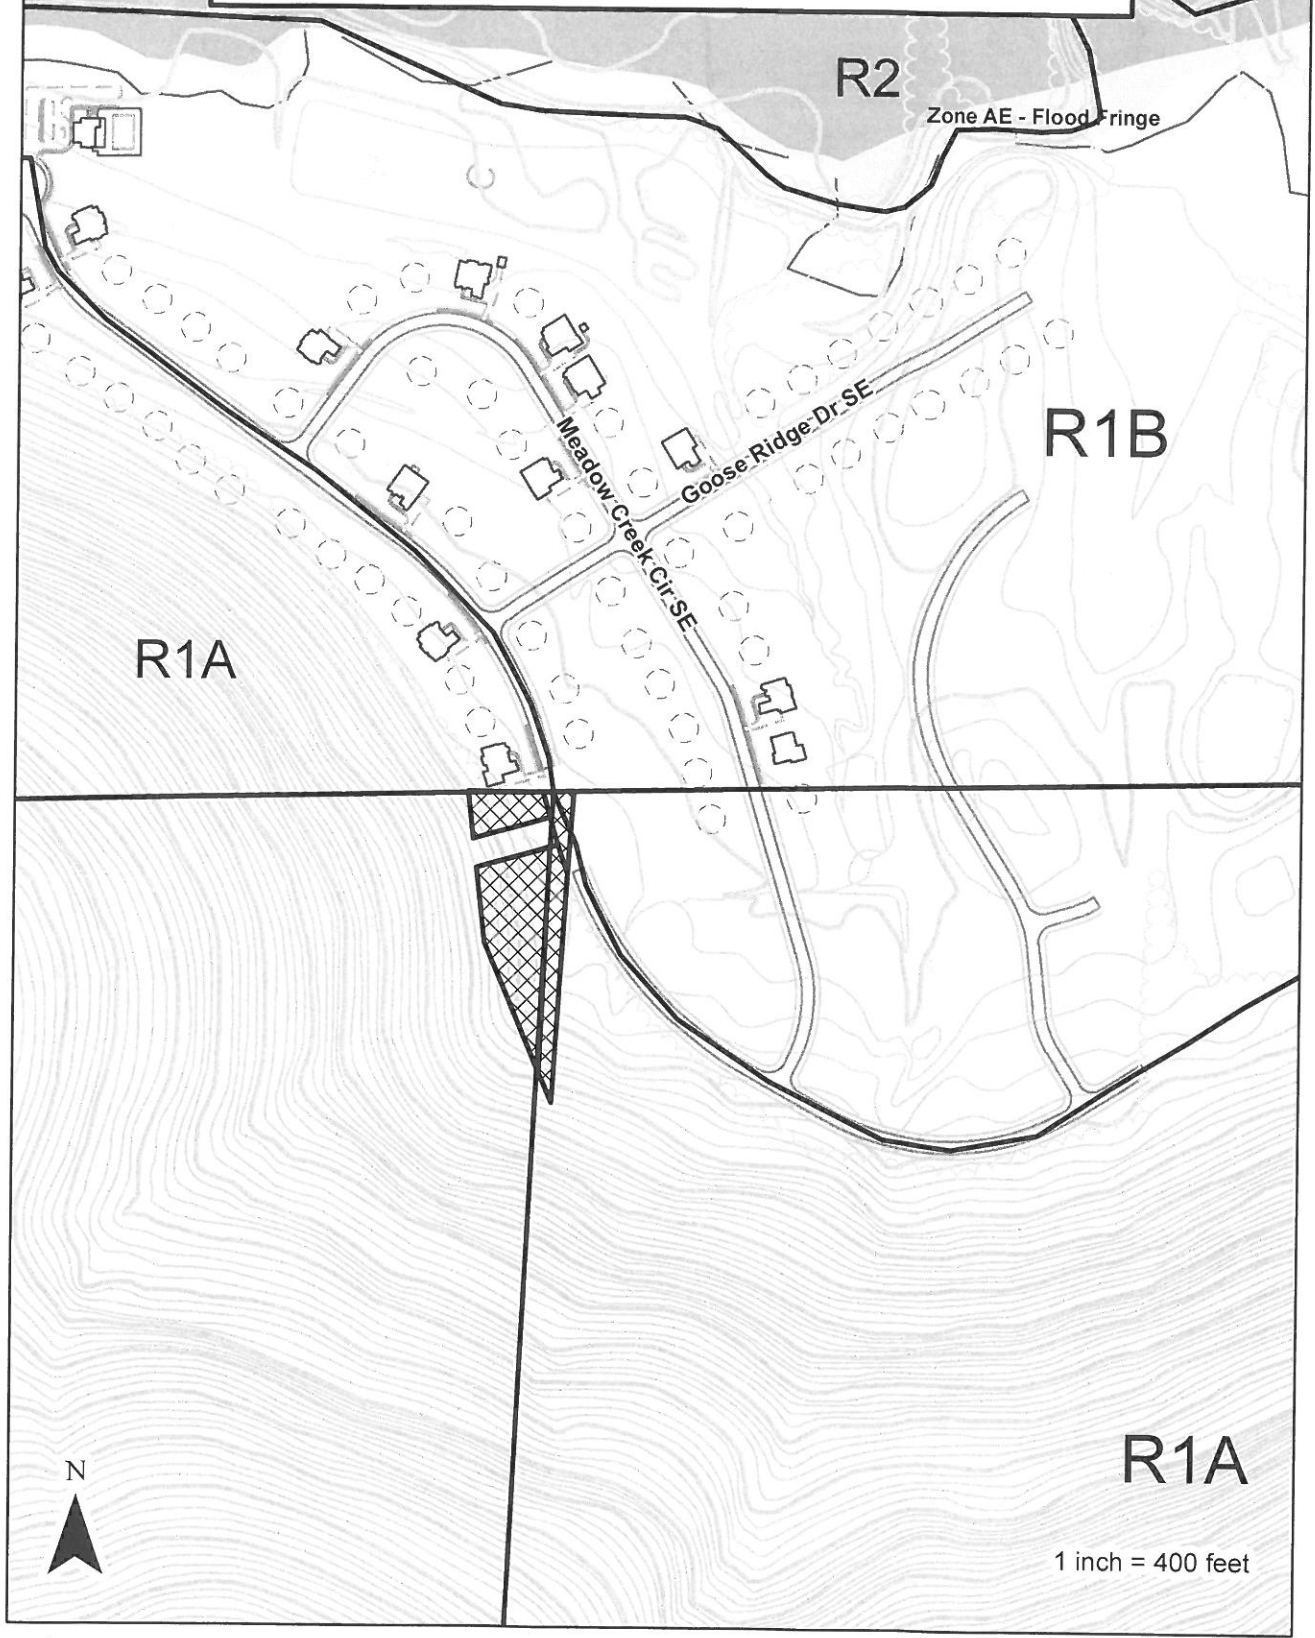 R2
Zone AE - Flood Fringe
Goose Ridge Dr SE
R1B
Meadow Creek Cir SE
R1A
N
R1A
1 inch = 400 feet